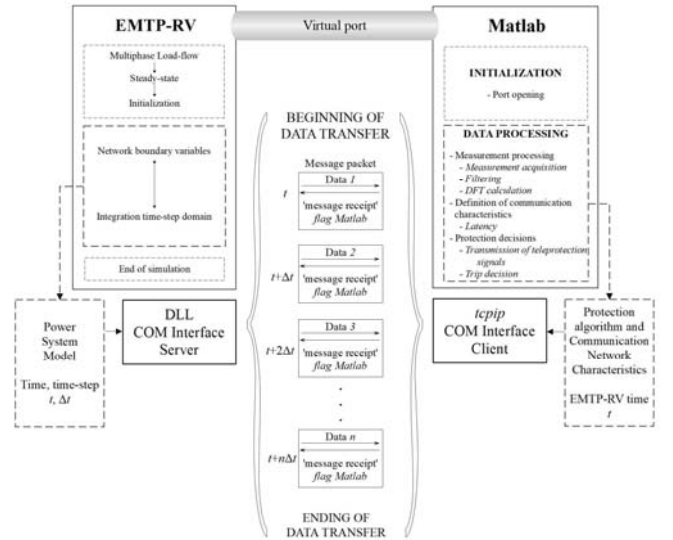 EMTP-RV
Multiphase Load-flow
Steady-state
Initialization
Network boundary variables
Integration time-step domain
End of simulation
Power
System
Model
Time, time-step
t, Δt
DLL
COM Interface
Server
Virtual port
BEGINNING OF
DATA TRANSFER
Message packet
t
Data 1
'message receipt'
flag Matlab
t+Δt
Data 2
'message receipt'
flag Matlab
t+2Δt
Data 3
'message receipt'
flag Matlab
.
.
.
t+nΔt
Data n
'message receipt'
flag Matlab
ENDING OF
DATA TRANSFER
Matlab
INITIALIZATION
- Port opening
DATA PROCESSING
- Measurement processing
- Measurement acquisition
- Filtering
- DFT calculation
- Definition of communication
characteristics
- Latency
- Protection decisions
- Transmission of teleprotection
signals
- Trip decision
tcpip
COM Interface
Client
Protection
algorithm and
Communication
Network
Characteristics
EMTP-RV time
t